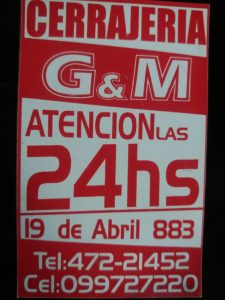 CERRAJERIA
G&M
ATENCION LAS
24hs
19 de Abril 883
Tel:472-21452
Cel:099727220